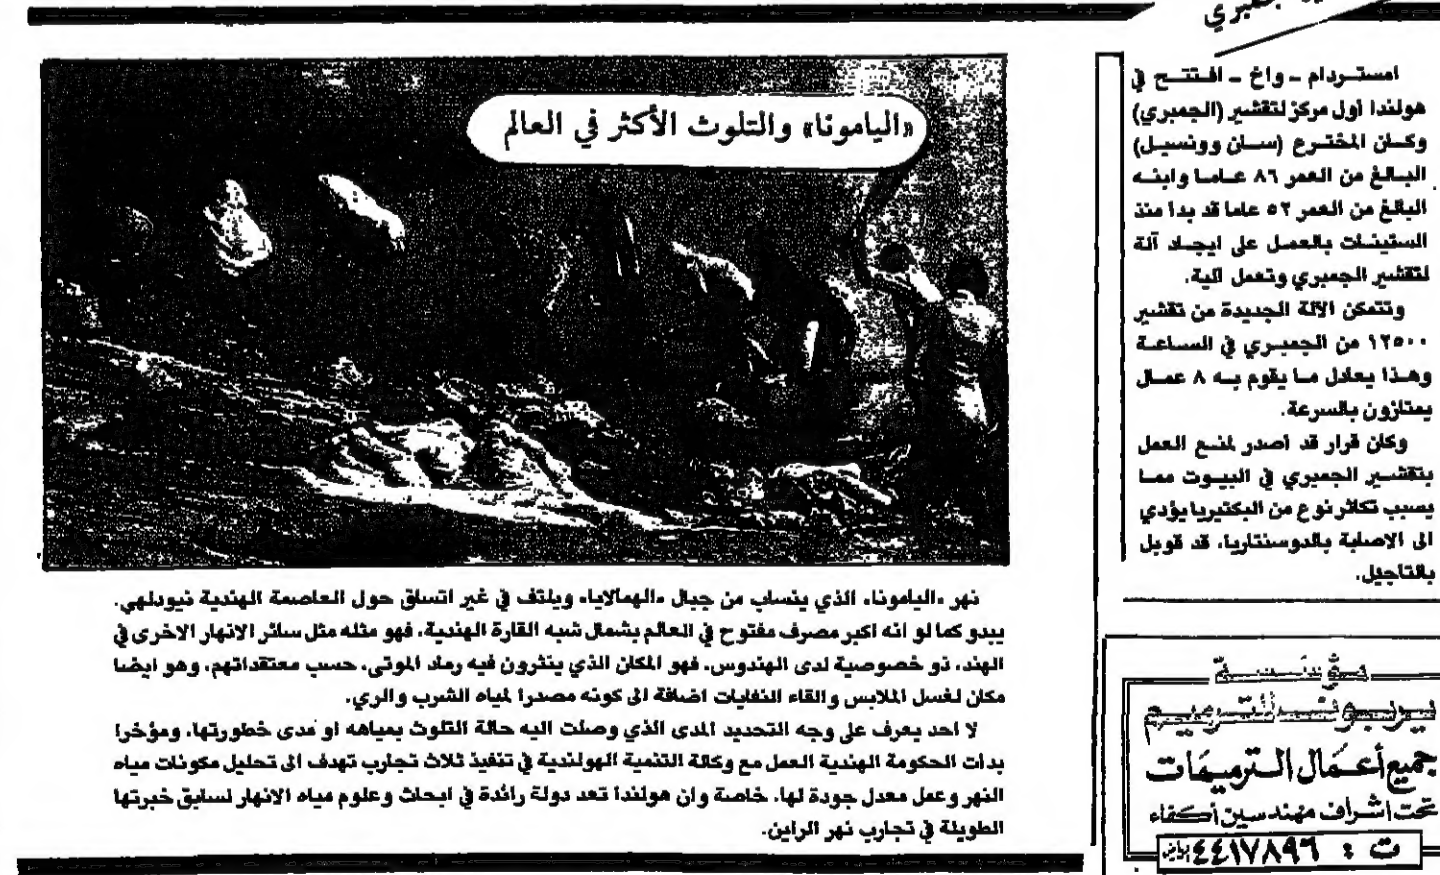 «اليامونا» والتلوث الأكثر في العالم
نهر «اليامونا» الذي ينساب من جبال «الهمالايا» ويلتف في غير اتساق حول العاصمة الهندية نيودلهي.
يبدو كما لو انه اكبر مصرف مفتوح في العالم بشمال شبه القارة الهندية، فهو مثله مثل سائر الانهار الاخرى في
الهند، ذو خصوصية لدى الهندوس، فهو المكان الذي ينثرون فيه رماد الموتى، حسب معتقداتهم، وهو ايضا
مكان لغسل الملابس والقاء النفايات اضافة الى كونه مصدرا لمياه الشرب والري.
لا احد يعرف على وجه التحديد المدى الذي وصلت اليه حالة التلوث بمياهه او مدى خطورتها، ومؤخرا
بدات الحكومة الهندية العمل مع وكالة التنمية الهولندية في تنفيذ ثلاث تجارب تهدف الى تحليل مكونات مياه
النهر وعمل معدل جودة لها، خاصة وان هولندا تعد دولة رائدة في ابحاث وعلوم مياه الانهار لسابق خبرتها
الطويلة في تجارب نهر الراين.
جمبري
امستردام - واخ - افتتح في
هولندا اول مركز لتقشير (الجمبري)
وكان المخترع (سان وونسيل)
البالغ من العمر ٨٦ عاما وابنه
البالغ من العمر ٥٢ عاما قد بدا منذ
الستينات بالعمل على ايجاد آلة
لتقشير الجمبري وتعمل آلية.
وتتمكن الآلة الجديدة من تقشير
١٢٥٠٠ من الجمبري في الساعة
وهذا يعادل ما يقوم به ٨ عمال
يمتازون بالسرعة.
وكان قرار قد أصدر لمنع العمل
بتقشير الجمبري في البيوت مما
يسبب تكاثر نوع من البكتيريا يؤدي
الى الاصابة بالدوسنتاريا، قد قوبل
بالتاجيل.
للترميم
جميع أعمال الترميمات
تحت اشراف مهندسين أكفاء
ت : ٤٤١٧٨٩٦ الرياض